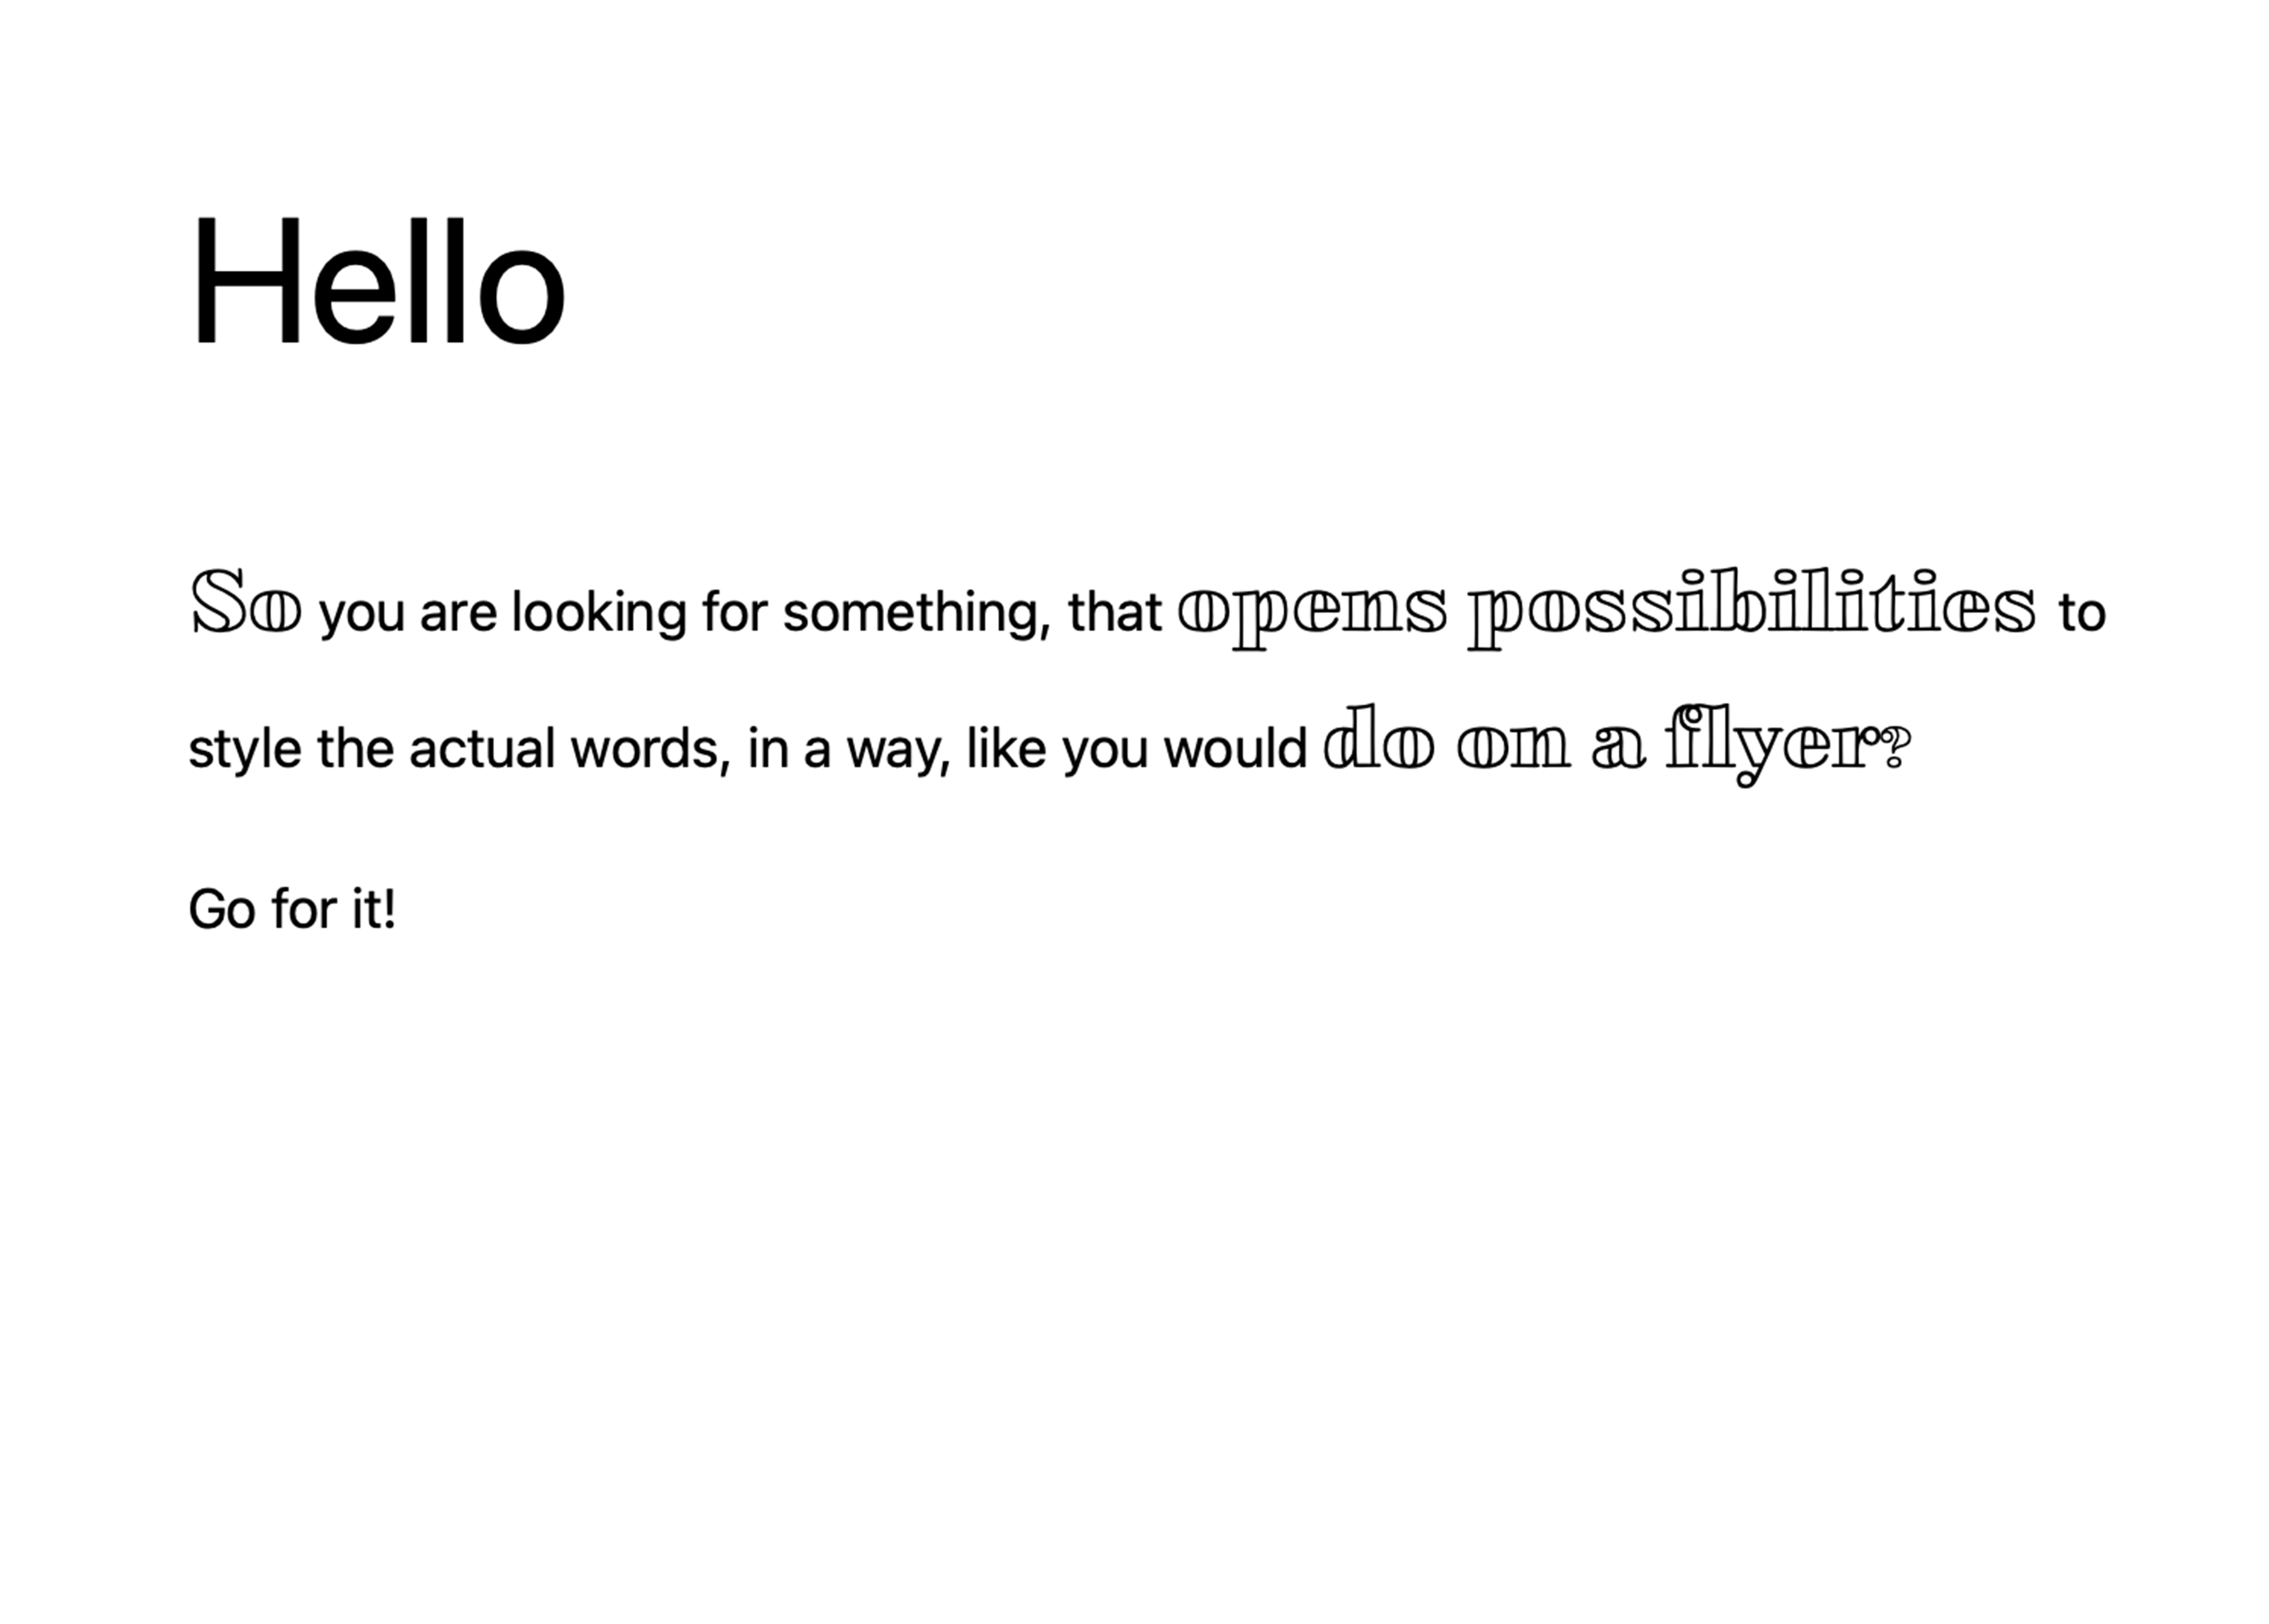 Hello
So you are looking for something, that opens possibilities to
style the actual words, in a way, like you would do on a flyer?
Go for it!